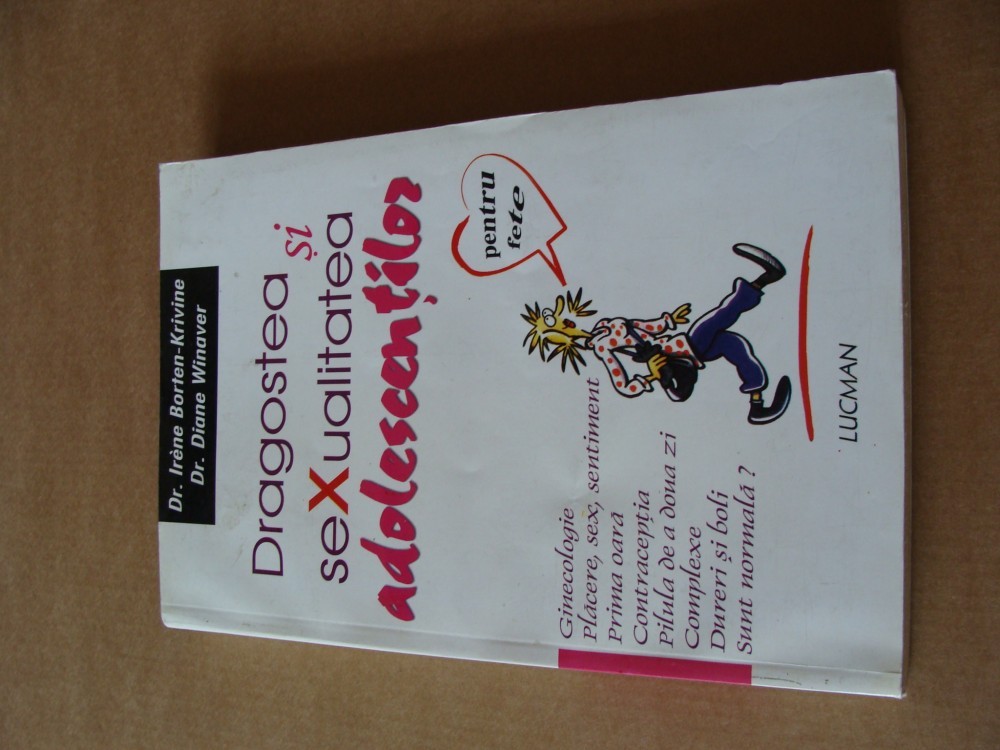 Dr. Irène Borten-Krivine
Dr. Diane Winaver
Dragostea
și
seXualitatea
adolescenților
pentru
fete
Ginecologie
Plăcere, sex, sentiment
Prima oară
Contracepția
Pilula de a doua zi
Complexe
Dureri și boli
Sunt normală ?
LUCMAN